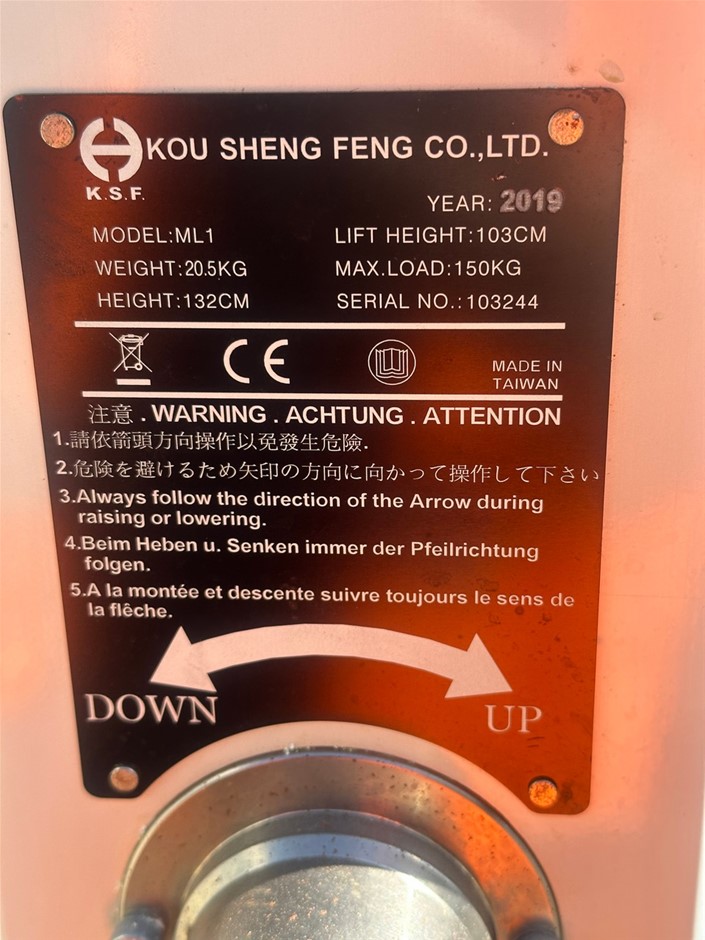 KOU SHENG FENG CO.,LTD.
K.S.F.
YEAR: 2019
MODEL:ML1 LIFT HEIGHT:103CM
WEIGHT:20.5KG MAX.LOAD:150KG
HEIGHT:132CM SERIAL NO.:103244
CE
MADE IN
TAIWAN
注意 . WARNING . ACHTUNG . ATTENTION
1.請依箭頭方向操作以免發生危險.
2.危険を避けるため矢印の方向に向かって操作して下さい
3.Always follow the direction of the Arrow during
raising or lowering.
4.Beim Heben u. Senken immer der Pfeilrichtung
folgen.
5.A la montée et descente suivre toujours le sens de
la flêche.
DOWN UP